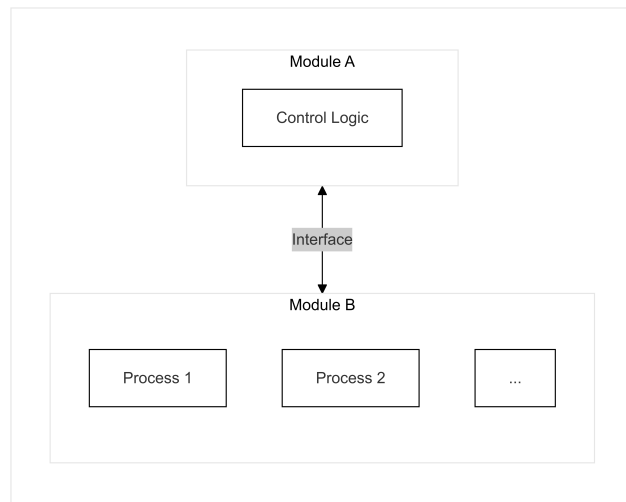 Module A
Control Logic
Interface
Module B
Process 1
Process 2
...